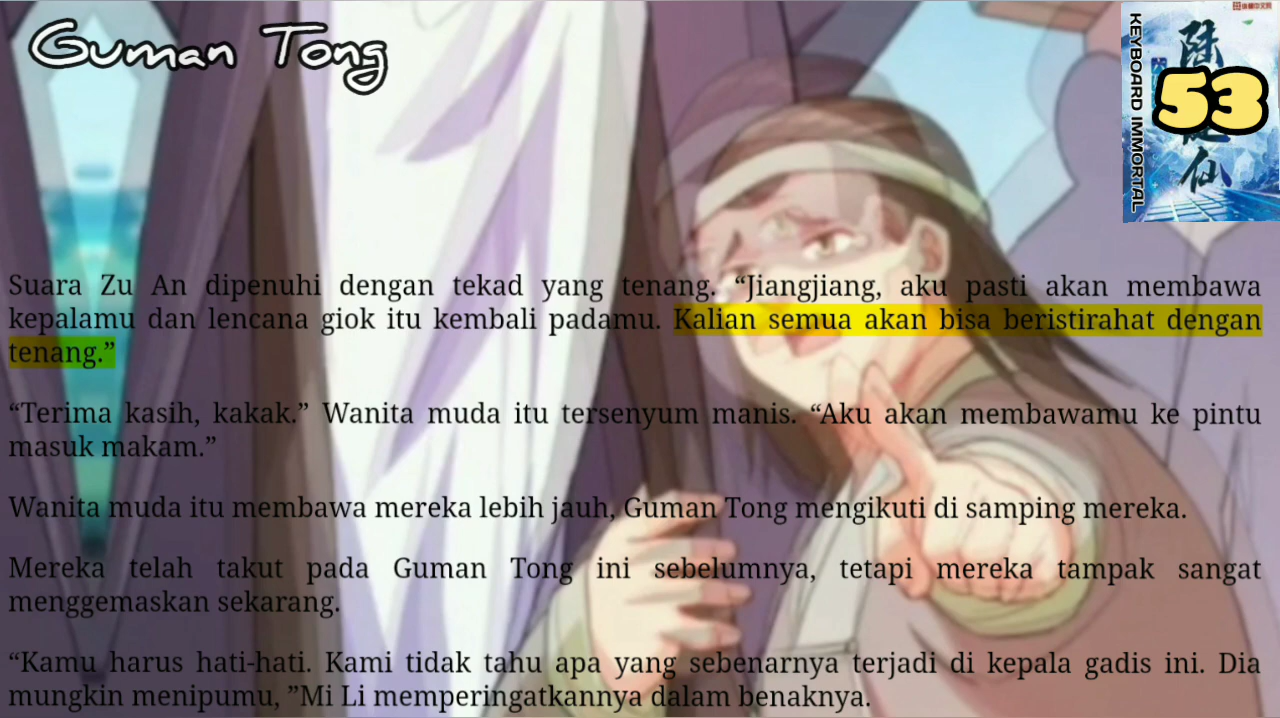 Guman Tong
KEYBOARD IMMORTAL
53
仙
Suara Zu An dipenuhi dengan tekad yang tenang. “Jiangjiang, aku pasti akan membawa
kepalamu dan lencana giok itu kembali padamu. Kalian semua akan bisa beristirahat dengan
tenang.”
“Terima kasih, kakak.” Wanita muda itu tersenyum manis. “Aku akan membawamu ke pintu
masuk makam.”
Wanita muda itu membawa mereka lebih jauh, Guman Tong mengikuti di samping mereka.
Mereka telah takut pada Guman Tong ini sebelumnya, tetapi mereka tampak sangat
menggemaskan sekarang.
“Kamu harus hati-hati. Kami tidak tahu apa yang sebenarnya terjadi di kepala gadis ini. Dia
mungkin menipumu, ”Mi Li memperingatkannya dalam benaknya.